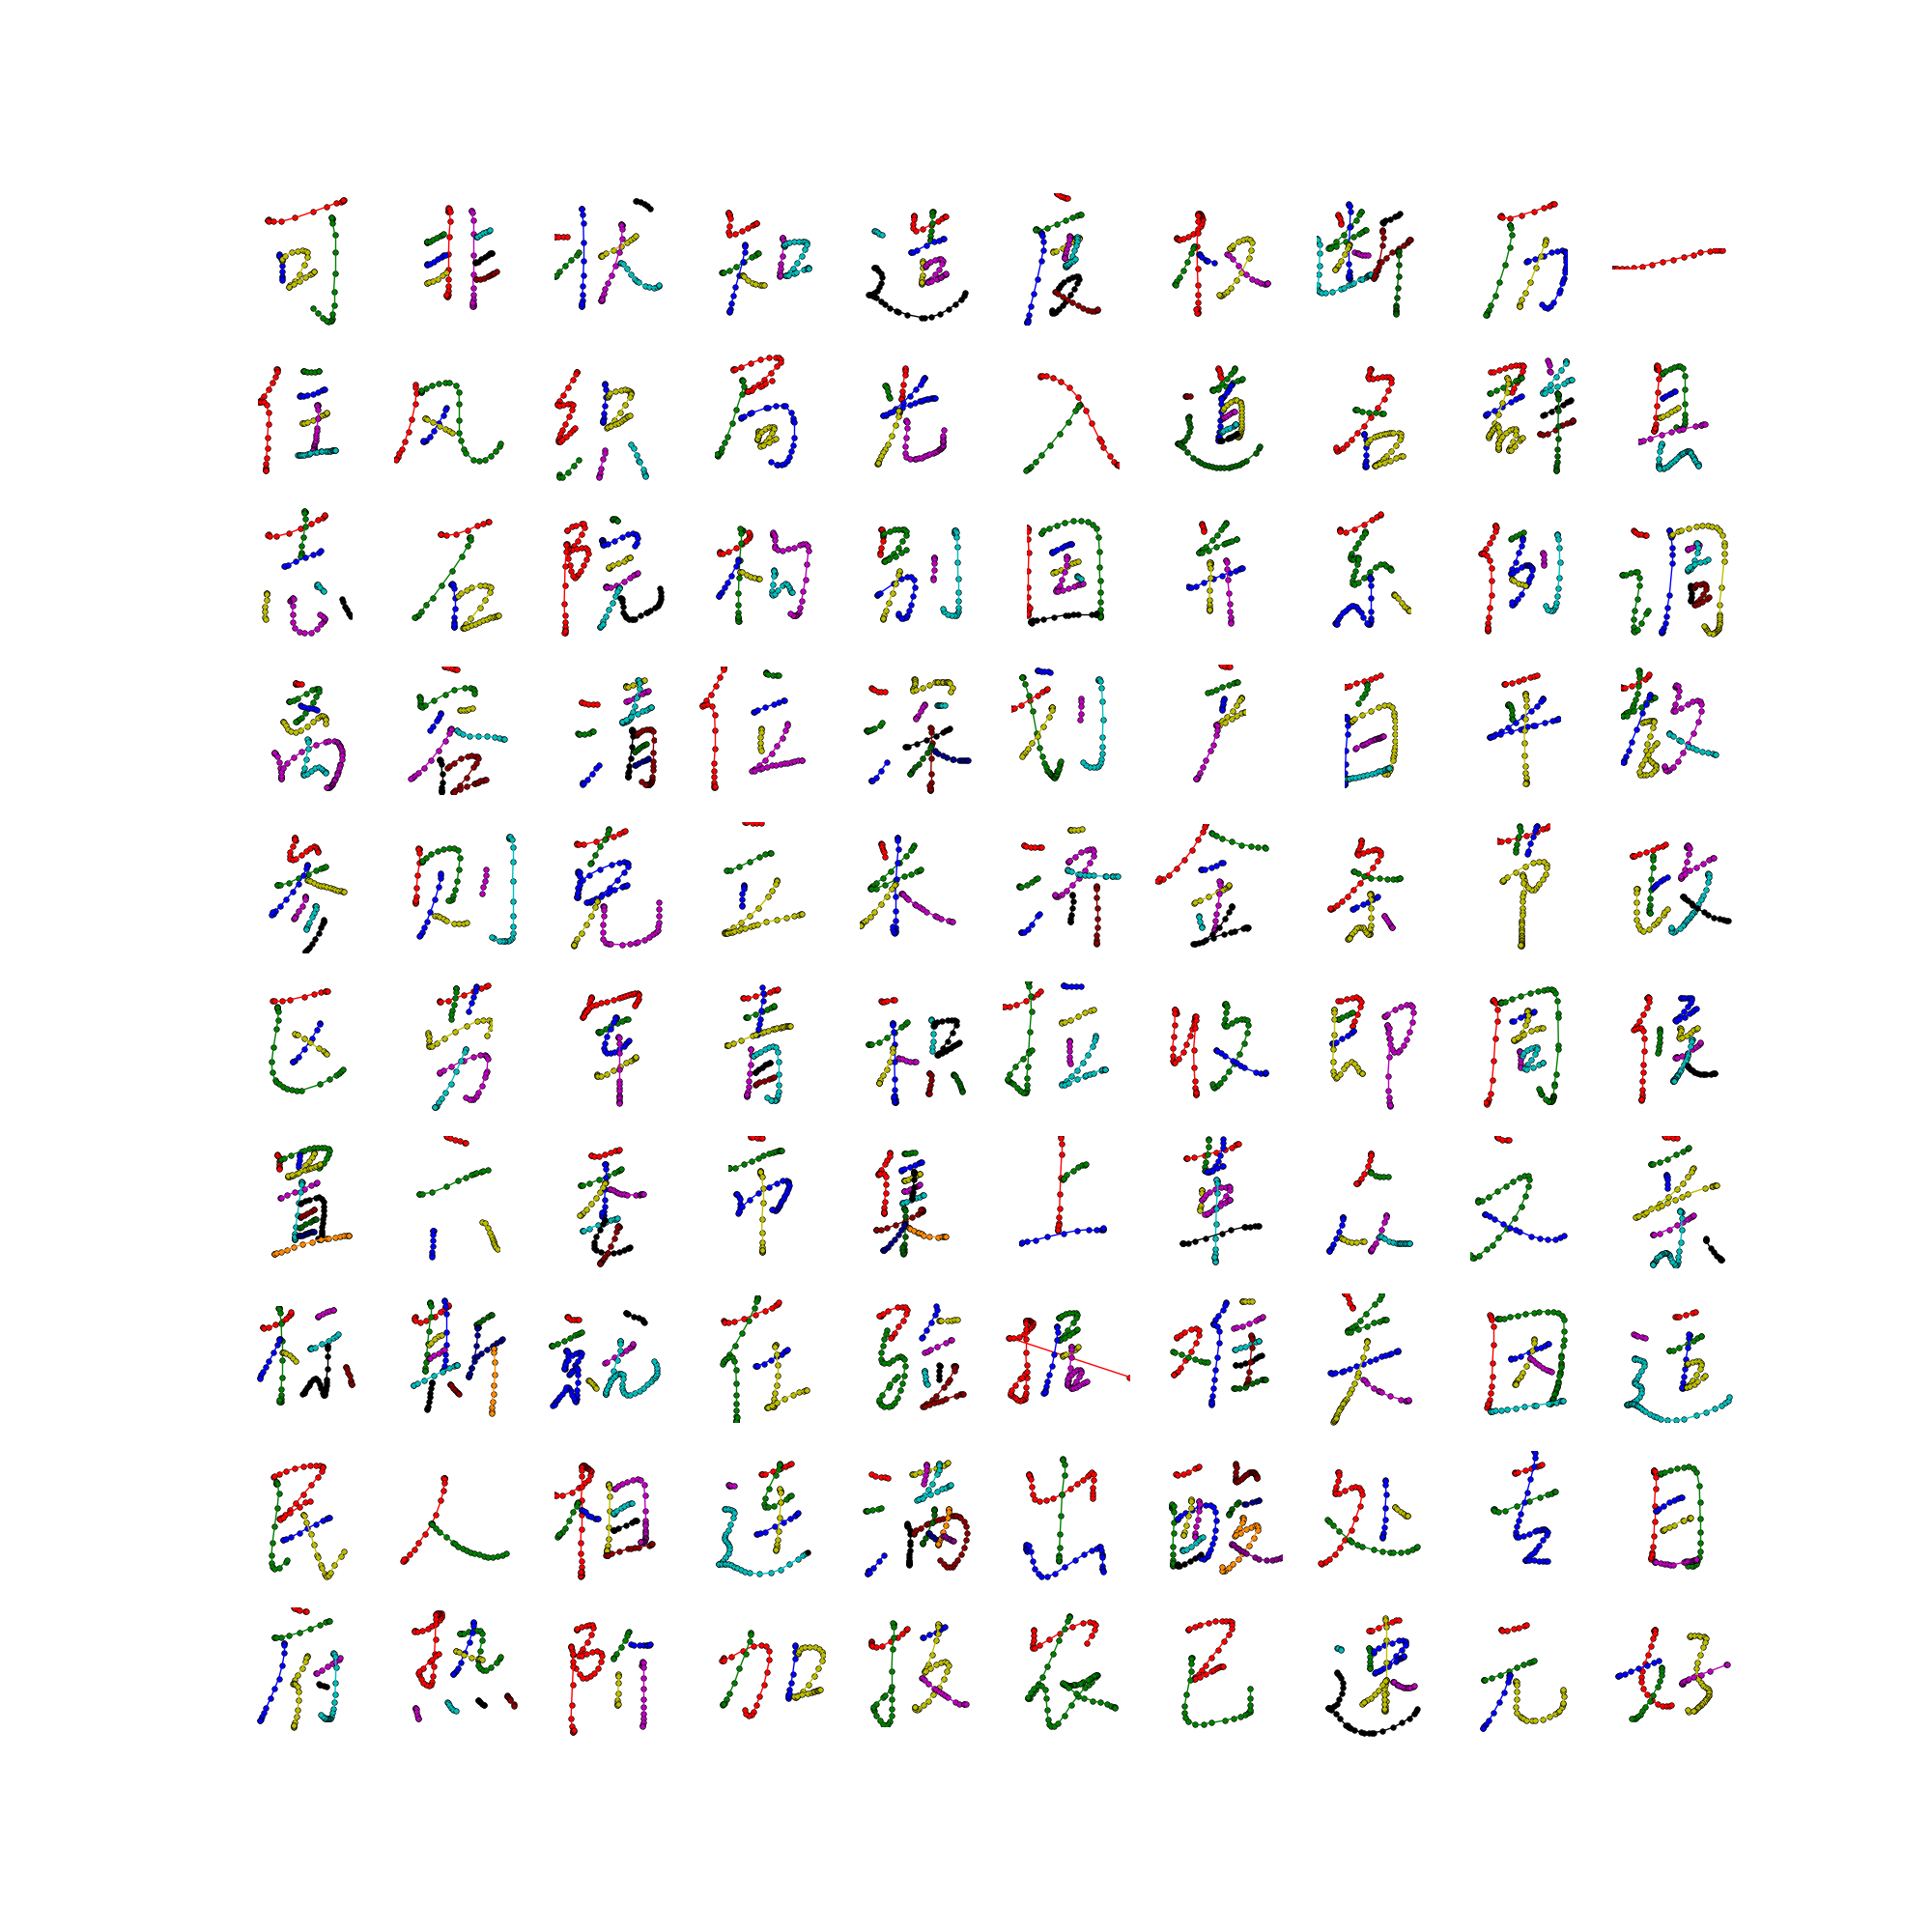 可非状知造度权断历一
住风织局光入道名群县
志石院构别国并系例调
离容清位深划产百平数
参则克立米济金条节改
区劳军青积拉收即周候
置六委市集上革众文亲
标斯就在强据难关因适
民人相连满出酸处专目
府热所加技农已速元好